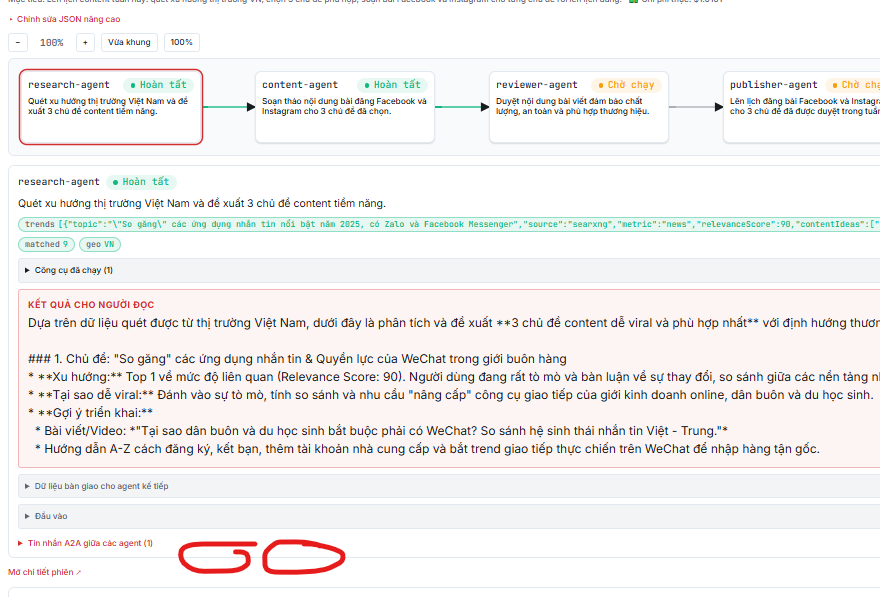 • Chỉnh sửa JSON nâng cao
− 100% + Vừa khung 100%
research-agent • Hoàn tất
Quét xu hướng thị trường Việt Nam và đề
xuất 3 chủ đề content tiềm năng.
content-agent • Hoàn tất
Soạn thảo nội dung bài đăng Facebook và
Instagram cho 3 chủ đề đã chọn.
reviewer-agent • Chờ chạy
Duyệt nội dung bài viết đảm bảo chất
lượng, an toàn và phù hợp thương hiệu.
publisher-agent • Chờ
Lên lịch đăng bài Facebook và
cho 3 chủ đề đã được duyệt trong
research-agent • Hoàn tất
Quét xu hướng thị trường Việt Nam và đề xuất 3 chủ đề content tiềm năng.
trends [{"topic":"\"So găng\" các ứng dụng nhắn tin nổi bật năm 2025, có Zalo và Facebook Messenger","source":"searxng","metric":"news","relevanceScore":90,"contentIdeas":["
matched 9 geo VN
▶ Công cụ đã chạy (1)
KẾT QUẢ CHO NGƯỜI ĐỌC
Dựa trên dữ liệu quét được từ thị trường Việt Nam, dưới đây là phân tích và đề xuất **3 chủ đề content dễ viral và phù hợp nhất** với định hướng
### 1. Chủ đề: "So găng" các ứng dụng nhắn tin & Quyền lực của WeChat trong giới buôn hàng
* **Xu hướng:** Top 1 về mức độ liên quan (Relevance Score: 90). Người dùng đang rất tò mò và bàn luận về sự thay đổi, so sánh giữa các nền tảng
* **Tại sao dễ viral:** Đánh vào sự tò mò, tính so sánh và nhu cầu "nâng cấp" công cụ giao tiếp của giới kinh doanh online, dân buôn và du học sinh.
* **Gợi ý triển khai:**
* Bài viết/Video: *"Tại sao dân buôn và du học sinh bắt buộc phải có WeChat? So sánh hệ sinh thái nhắn tin Việt - Trung."*
* Hướng dẫn A-Z cách đăng ký, kết bạn, thêm tài khoản nhà cung cấp và bắt trend giao tiếp thực chiến trên WeChat để nhập hàng tận gốc.
▶ Dữ liệu bàn giao cho agent kế tiếp
▶ Đầu vào
▶ Tin nhắn A2A giữa các agent (1)
Mở chi tiết phiên ↗